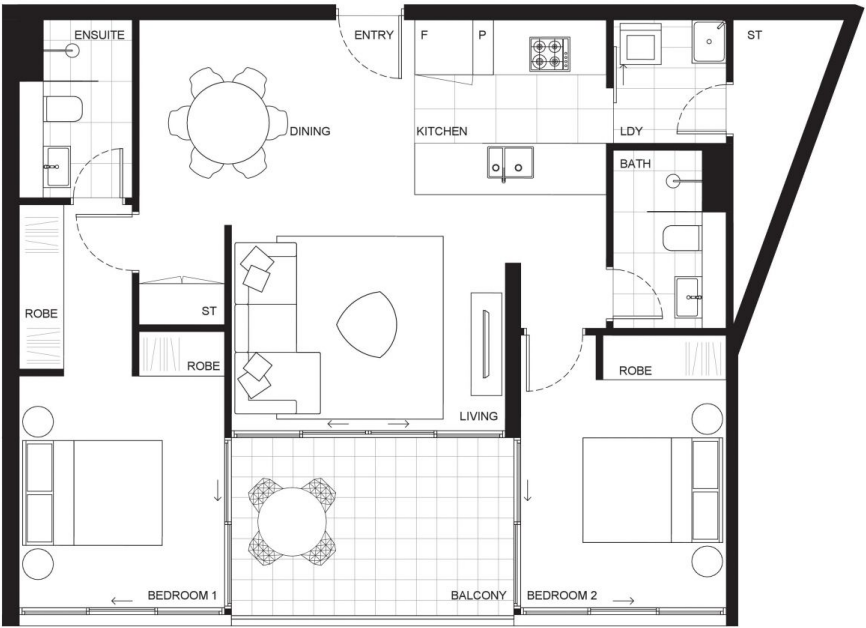 ENSUITE
ENTRY
F
P
ST
DINING
KITCHEN
LDY
BATH
ROBE
ST
ROBE
ROBE
LIVING
BEDROOM 1
BALCONY
BEDROOM 2